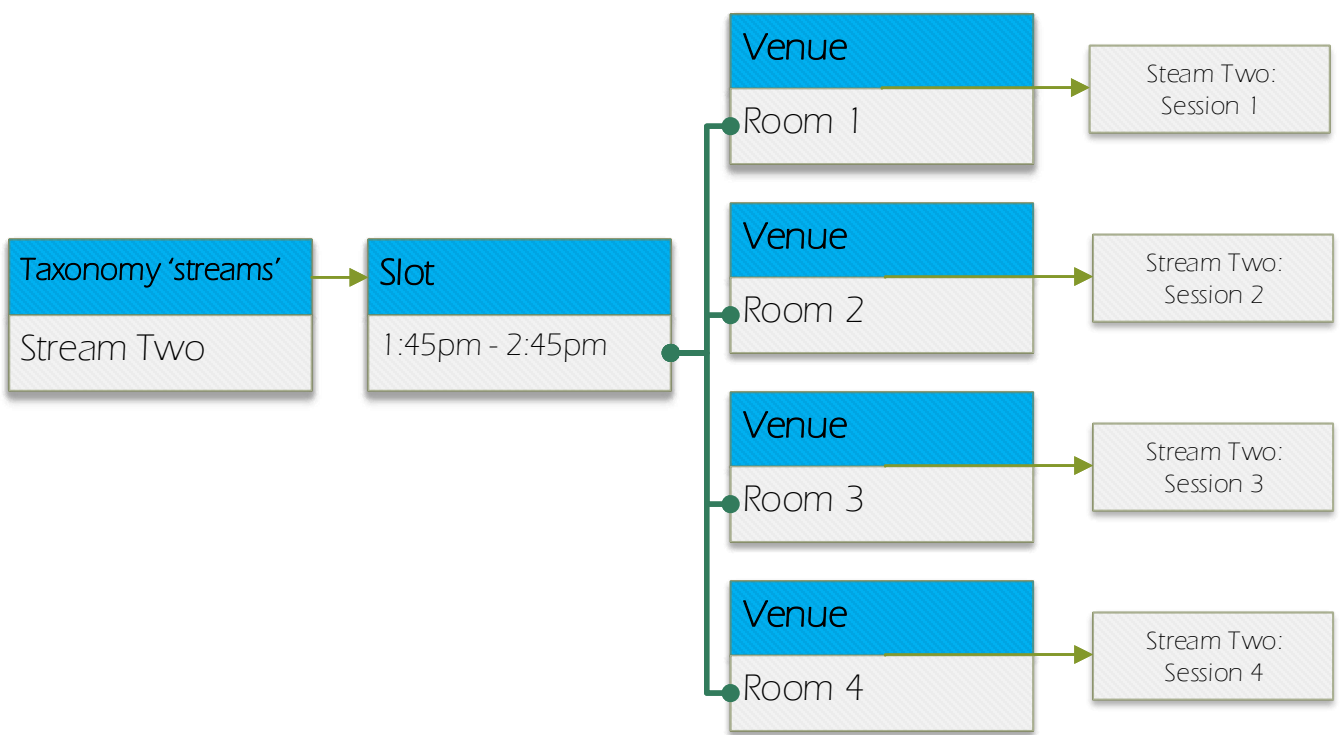 Taxonomy ‘streams’
Stream Two
Slot
1:45pm - 2:45pm
Venue
Room 1
Steam Two:
Session 1
Venue
Room 2
Stream Two:
Session 2
Venue
Room 3
Stream Two:
Session 3
Venue
Room 4
Stream Two:
Session 4